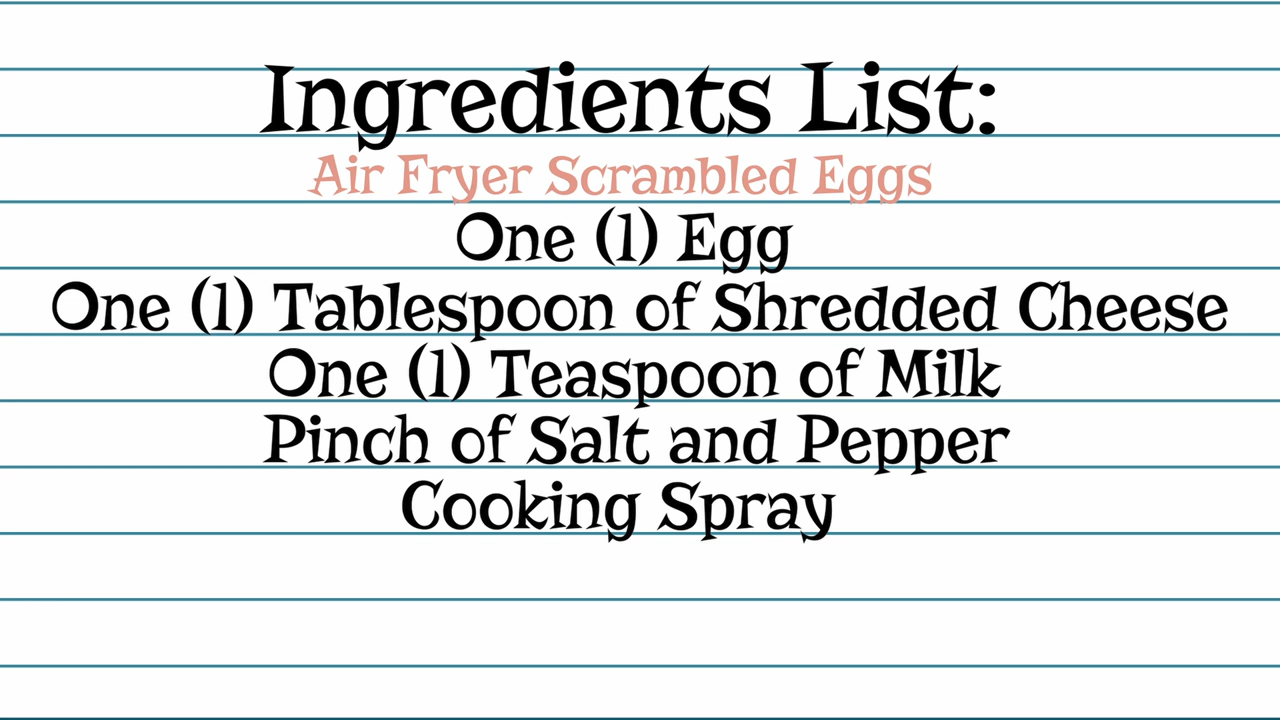 Ingredients List:
Air Fryer Scrambled Eggs
One (1) Egg
One (1) Tablespoon of Shredded Cheese
One (1) Teaspoon of Milk
Pinch of Salt and Pepper
Cooking Spray